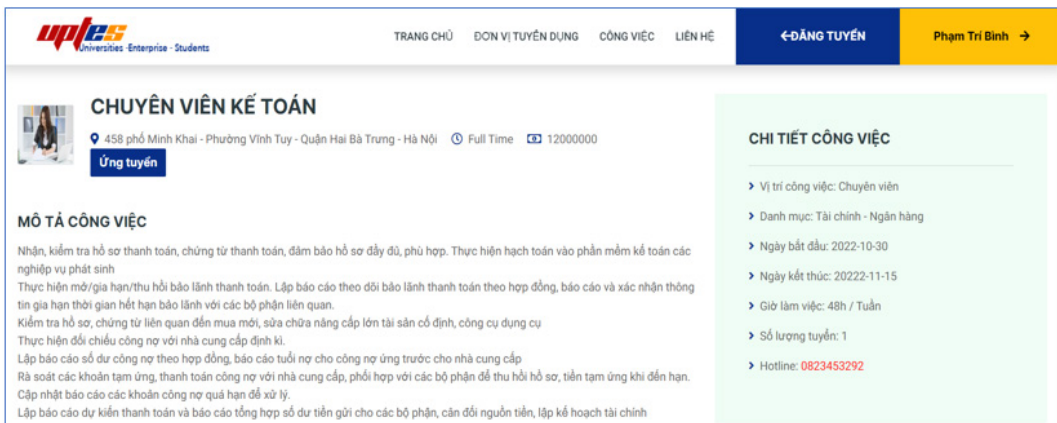 uptes
Universities -Enterprise - Students
TRANG CHỦ ĐƠN VỊ TUYỂN DỤNG CÔNG VIỆC LIÊN HỆ
←ĐĂNG TUYỂN
Phạm Trí Bình →
CHUYÊN VIÊN KẾ TOÁN
458 phố Minh Khai - Phường Vĩnh Tuy - Quận Hai Bà Trưng - Hà Nội Full Time 12000000
Ứng tuyển
MÔ TẢ CÔNG VIỆC
Nhận, kiểm tra hồ sơ thanh toán, chứng từ thanh toán, đảm bảo hồ sơ đầy đủ, phù hợp. Thực hiện hạch toán vào phần mềm kế toán các
nghiệp vụ phát sinh
Thực hiện mở/gia hạn/thu hồi bảo lãnh thanh toán. Lập báo cáo theo dõi bảo lãnh thanh toán theo hợp đồng, báo cáo và xác nhận thông
tin gia hạn thời gian hết hạn bảo lãnh với các bộ phận liên quan.
Kiểm tra hồ sơ, chứng từ liên quan đến mua mới, sửa chữa nâng cấp lớn tài sản cố định, công cụ dụng cụ
Thực hiện đối chiếu công nợ với nhà cung cấp định kì.
Lập báo cáo số dư công nợ theo hợp đồng, báo cáo tuổi nợ cho công nợ ứng trước cho nhà cung cấp
Rà soát các khoản tạm ứng, thanh toán công nợ với nhà cung cấp, phối hợp với các bộ phận để thu hồi hồ sơ, tiền tạm ứng khi đến hạn.
Cập nhật báo cáo các khoản công nợ quá hạn để xử lý.
Lập báo cáo dự kiến thanh toán và báo cáo tổng hợp số dư tiền gửi cho các bộ phận, cân đối nguồn tiền, lập kế hoạch tài chính
CHI TIẾT CÔNG VIỆC
Vị trí công việc: Chuyên viên
Danh mục: Tài chính - Ngân hàng
Ngày bắt đầu: 2022-10-30
Ngày kết thúc: 20222-11-15
Giờ làm việc: 48h / Tuần
Số lượng tuyển: 1
Hotline: 0823453292